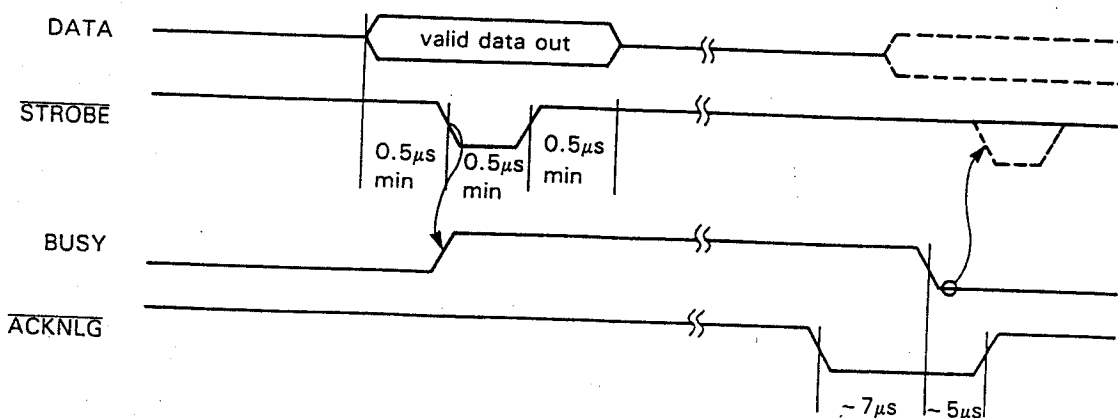 DATA
valid data out
STROBE
0.5μs
min
0.5μs
min
0.5μs
min
BUSY
ACKNLG
~7μs
~5μs